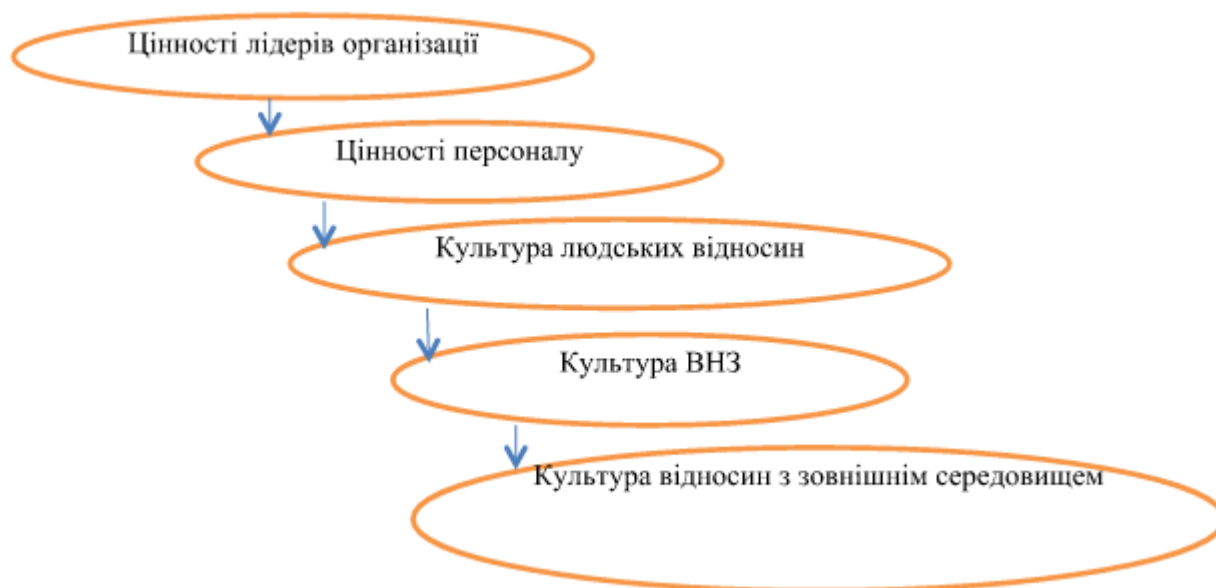 Цінності лідерів організації
Цінності персоналу
Культура людських відносин
Культура ВНЗ
Культура відносин з зовнішнім середовищем